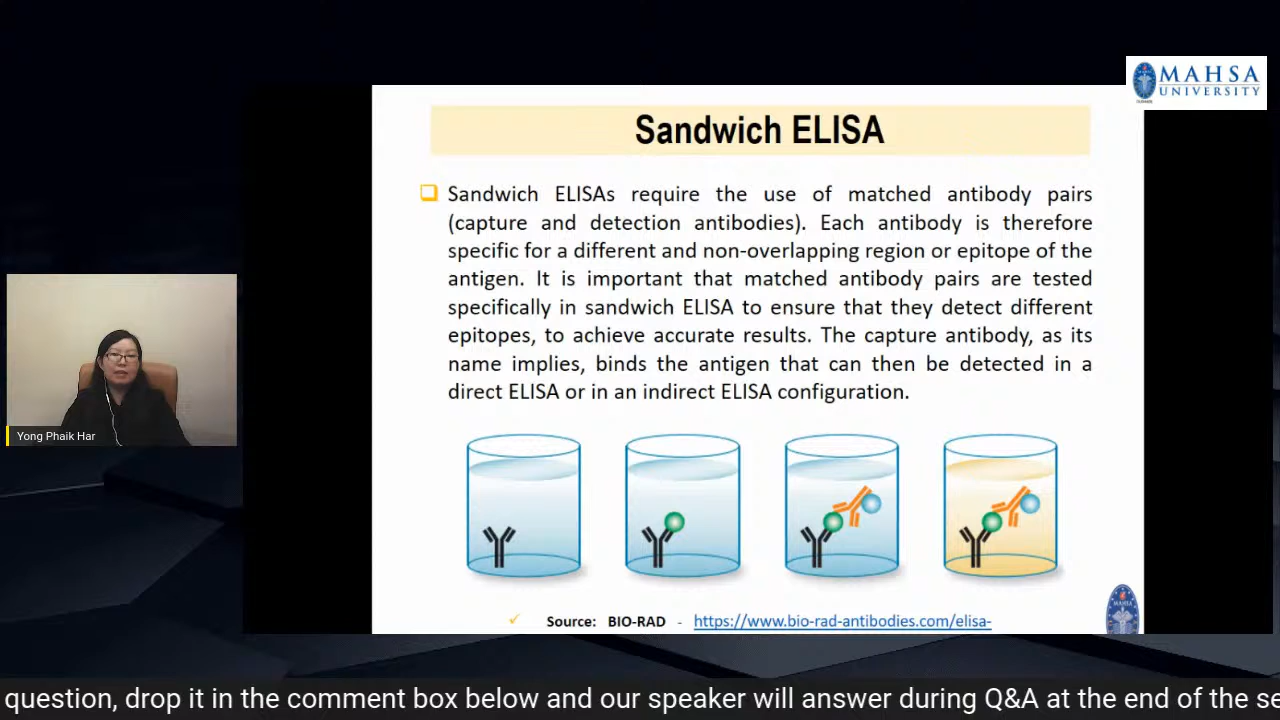 MAHSA
UNIVERSITY
Sandwich ELISA
Sandwich ELISAs require the use of matched antibody pairs
(capture and detection antibodies). Each antibody is therefore
specific for a different and non-overlapping region or epitope of the
antigen. It is important that matched antibody pairs are tested
specifically in sandwich ELISA to ensure that they detect different
epitopes, to achieve accurate results. The capture antibody, as its
name implies, binds the antigen that can then be detected in a
direct ELISA or in an indirect ELISA configuration.
Yong Phaik Har
MAHSA
✓ Source: BIO-RAD - https://www.bio-rad-antibodies.com/elisa-
question, drop it in the comment box below and our speaker will answer during Q&A at the end of the se